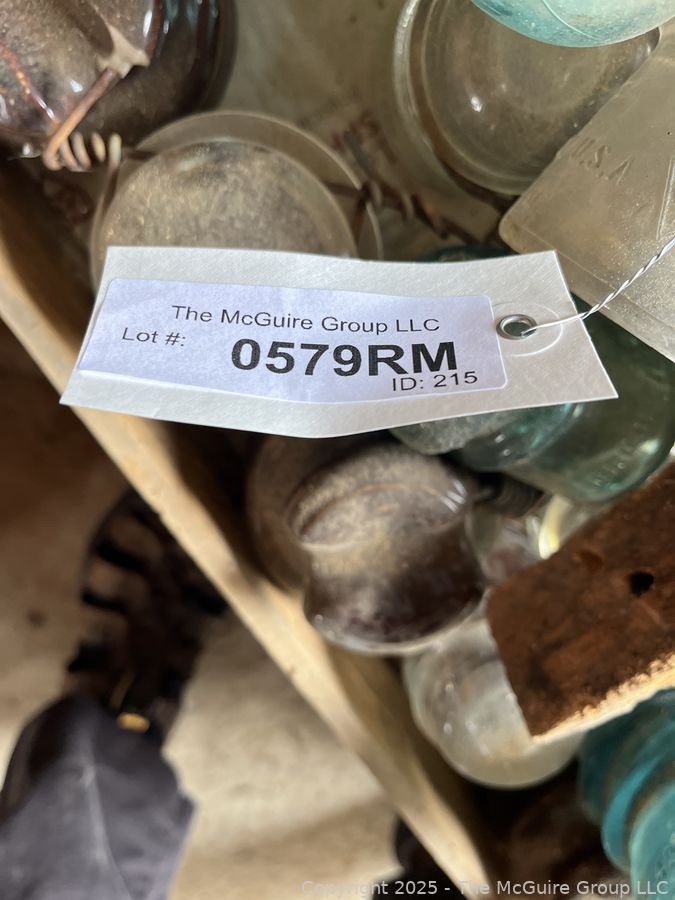 U.S.A.
The McGuire Group LLC
Lot #:
0579RM
ID: 215
Copyright © 2025 - The McGuire Group LLC